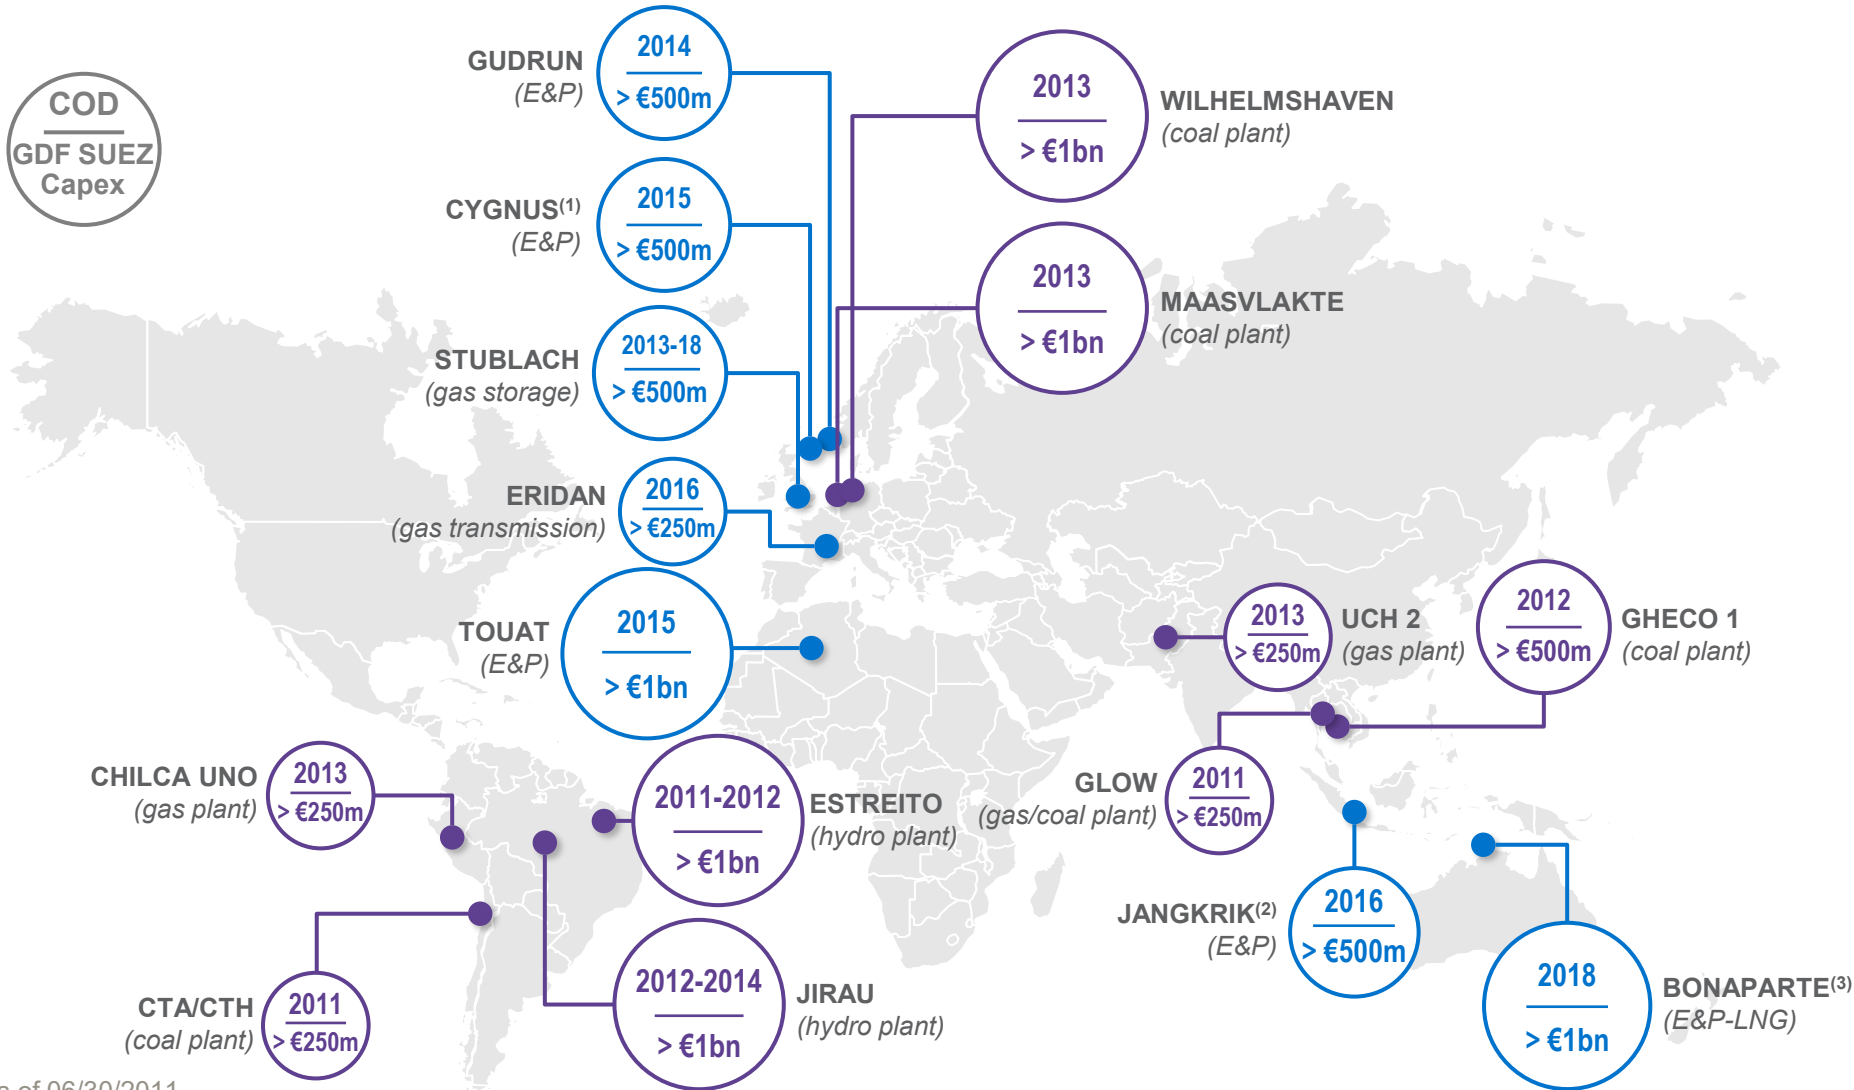 COD
GDF SUEZ
Capex
GUDRUN
(E&P)
2014
> €500m
CYGNUS(1)
(E&P)
2015
> €500m
STUBLACH
(gas storage)
2013-18
> €500m
ERIDAN
(gas transmission)
2016
> €250m
TOUAT
(E&P)
2015
> €1bn
2013
> €1bn
WILHELMSHAVEN
(coal plant)
2013
> €1bn
MAASVLAKTE
(coal plant)
2013
> €250m
UCH 2
(gas plant)
2012
> €500m
GHECO 1
(coal plant)
CHILCA UNO
(gas plant)
2013
> €250m
2011-2012
> €1bn
ESTREITO
(hydro plant)
GLOW
(gas/coal plant)
2011
> €250m
JANGKRIK(2)
(E&P)
2016
> €500m
2018
> €1bn
BONAPARTE(3)
(E&P-LNG)
CTA/CTH
(coal plant)
2011
> €250m
2012-2014
> €1bn
JIRAU
(hydro plant)
of 06/30/2011